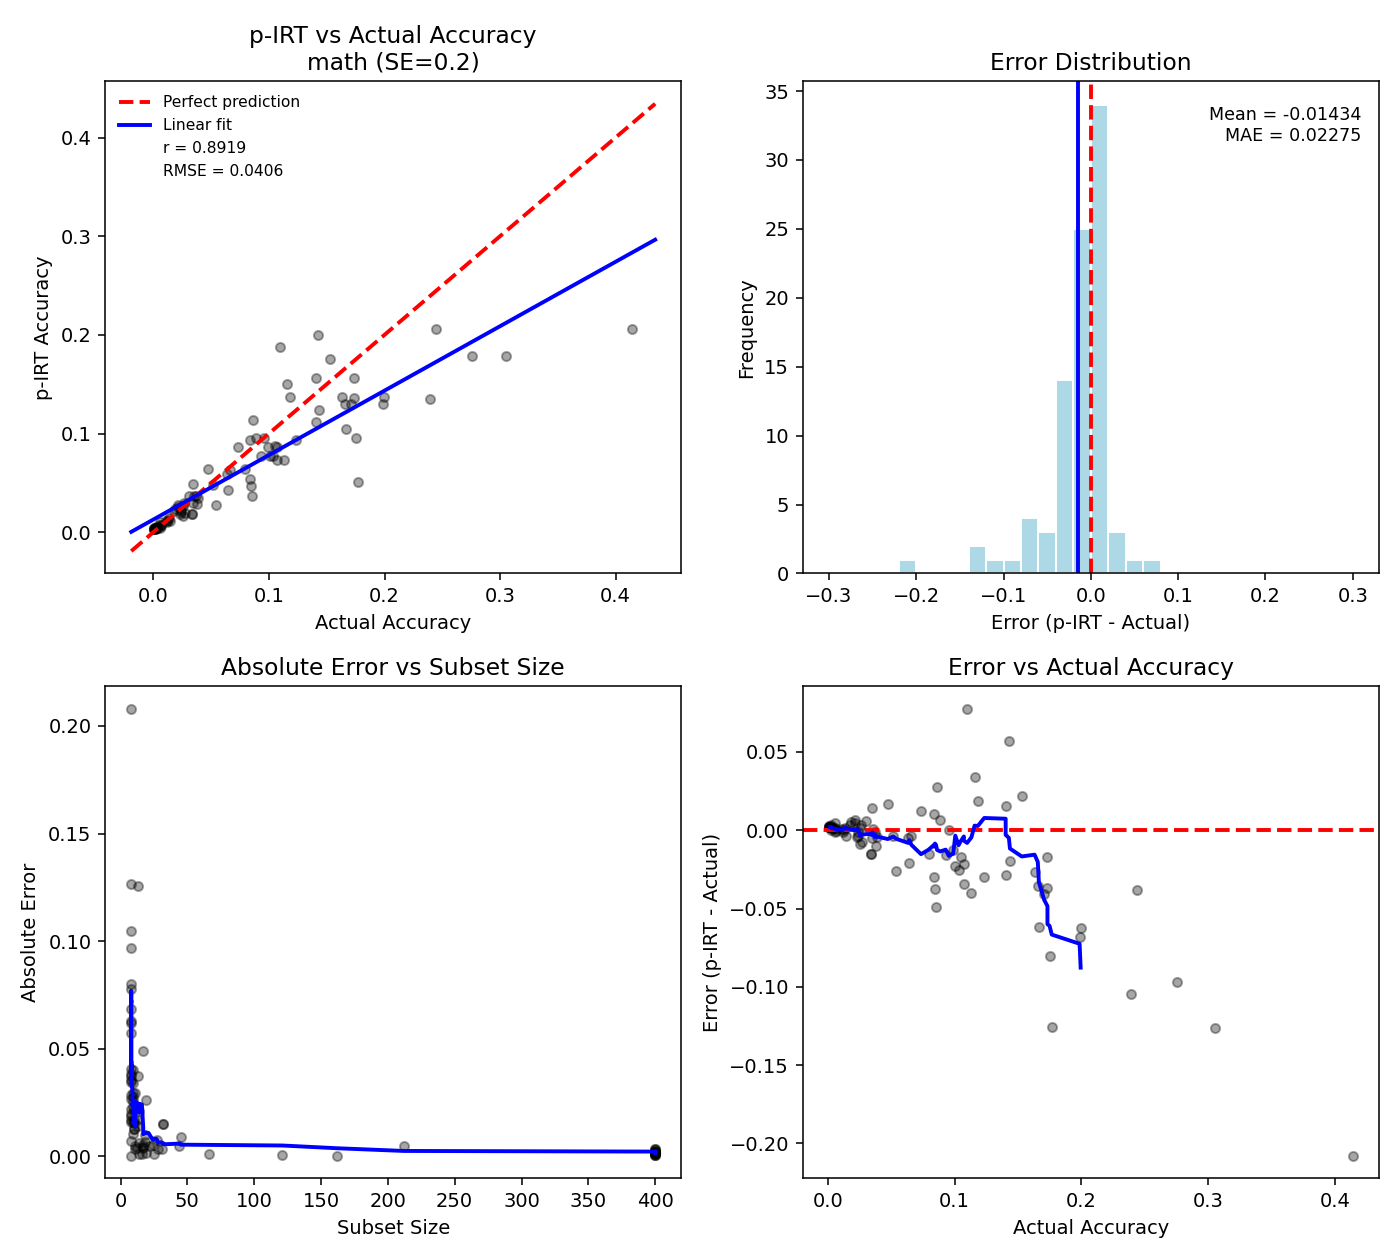 p-IRT vs Actual Accuracy
math (SE=0.2)
Perfect prediction
Linear fit
r = 0.8919
RMSE = 0.0406
0.4
0.3
0.2
0.1
0.0
p-IRT Accuracy
0.0 0.1 0.2 0.3 0.4
Actual Accuracy
Error Distribution
Mean = -0.01434
MAE = 0.02275
35
30
25
20
15
10
5
0
Frequency
−0.3 −0.2 −0.1 0.0 0.1 0.2 0.3
Error (p-IRT - Actual)
Absolute Error vs Subset Size
0.20
0.15
0.10
0.05
0.00
Absolute Error
0 50 100 150 200 250 300 350 400
Subset Size
Error vs Actual Accuracy
0.05
0.00
−0.05
−0.10
−0.15
−0.20
Error (p-IRT - Actual)
0.0 0.1 0.2 0.3 0.4
Actual Accuracy